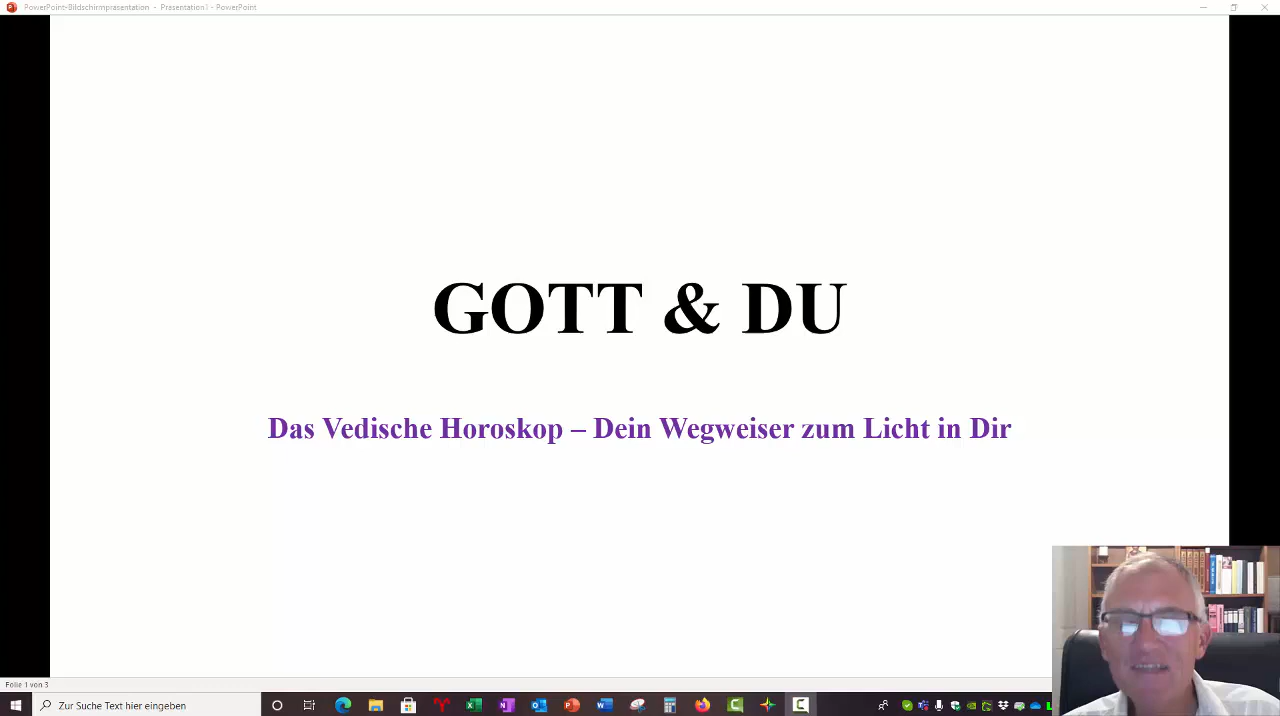 PowerPoint-Bildschirmpräsentation - Präsentation1 - PowerPoint
GOTT & DU
Das Vedische Horoskop – Dein Wegweiser zum Licht in Dir
Folie 1 von 3
Zur Suche Text hier eingeben